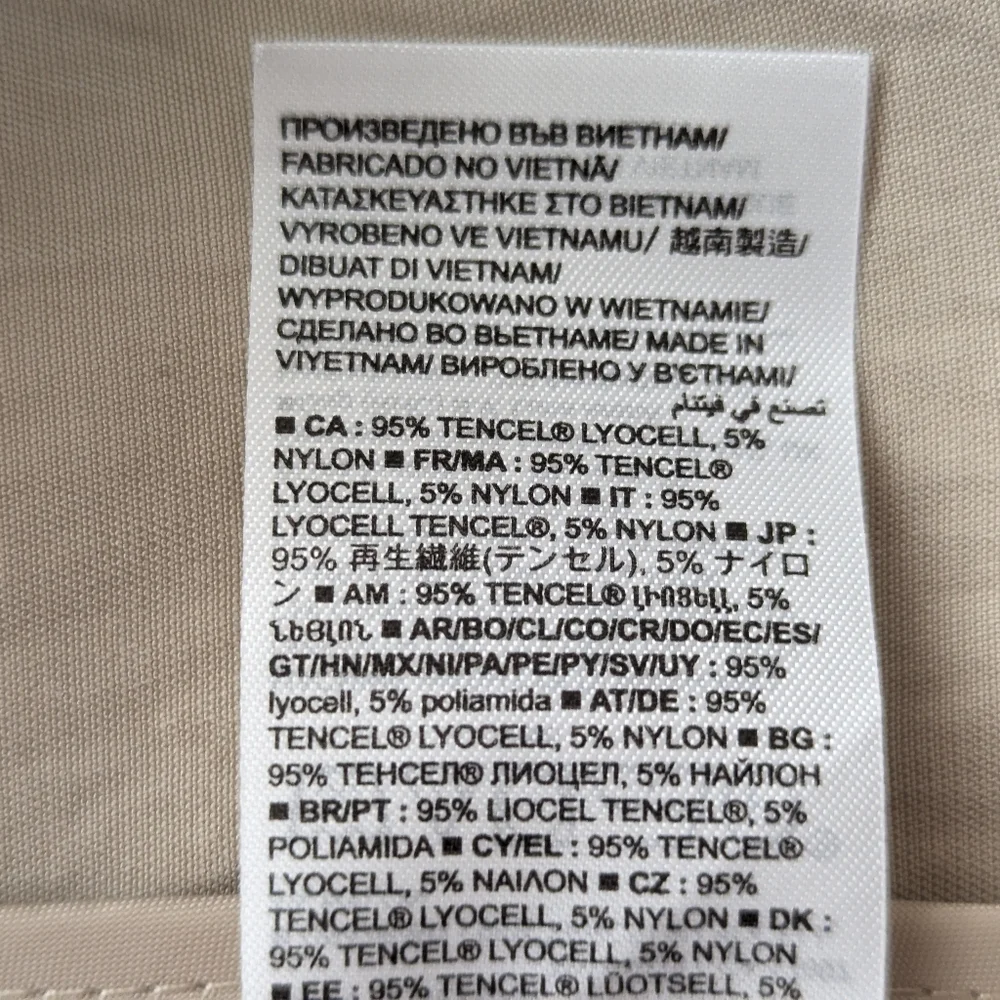 ПРОИЗВЕДЕНО ВЪВ ВИЕТНАМ/
FABRICADO NO VIETNÃ/
ΚΑΤΑΣΚΕΥΑΣΤΗΚΕ ΣΤΟ ΒΙΕΤΝΑΜ/
VYROBENO VE VIETNAMU/ 越南製造/
DIBUAT DI VIETNAM/
WYPRODUKOWANO W WIETNAMIE/
СДЕЛАНО ВО ВЬЕТНАМЕ/ MADE IN
VIYETNAM/ ВИРОБЛЕНО У В'ЄТНАМІ/
تصنع في فيتنام
■ CA : 95% TENCEL® LYOCELL, 5%
NYLON ■ FR/MA : 95% TENCEL®
LYOCELL, 5% NYLON ■ IT : 95%
LYOCELL TENCEL®, 5% NYLON ■ JP :
95% 再生繊維(テンセル), 5% ナイロ
ン ■ AM : 95% TENCEL® ԼԻՈՑԵԼԼ, 5%
ՆԵՅԼՈՆ ■ AR/BO/CL/CO/CR/DO/EC/ES/
GT/HN/MX/NI/PA/PE/PY/SV/UY : 95%
lyocell, 5% poliamida ■ AT/DE : 95%
TENCEL® LYOCELL, 5% NYLON ■ BG :
95% ТЕНСЕЛ® ЛИОЦЕЛ, 5% НАЙЛОН
■ BR/PT : 95% LIOCEL TENCEL®, 5%
POLIAMIDA ■ CY/EL : 95% TENCEL®
LYOCELL, 5% ΝΑΙΛΟΝ ■ CZ : 95%
TENCEL® LYOCELL, 5% NYLON ■ DK :
95% TENCEL® LYOCELL, 5% NYLON
■ EE : 95% TENCEL® LÜOTSELL, 5%